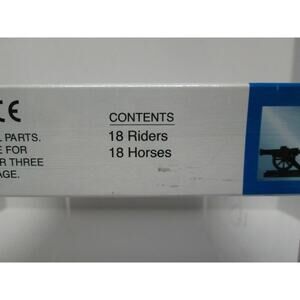 CE
L PARTS.
E FOR
R THREE
AGE.
CONTENTS
18 Riders
18 Horses